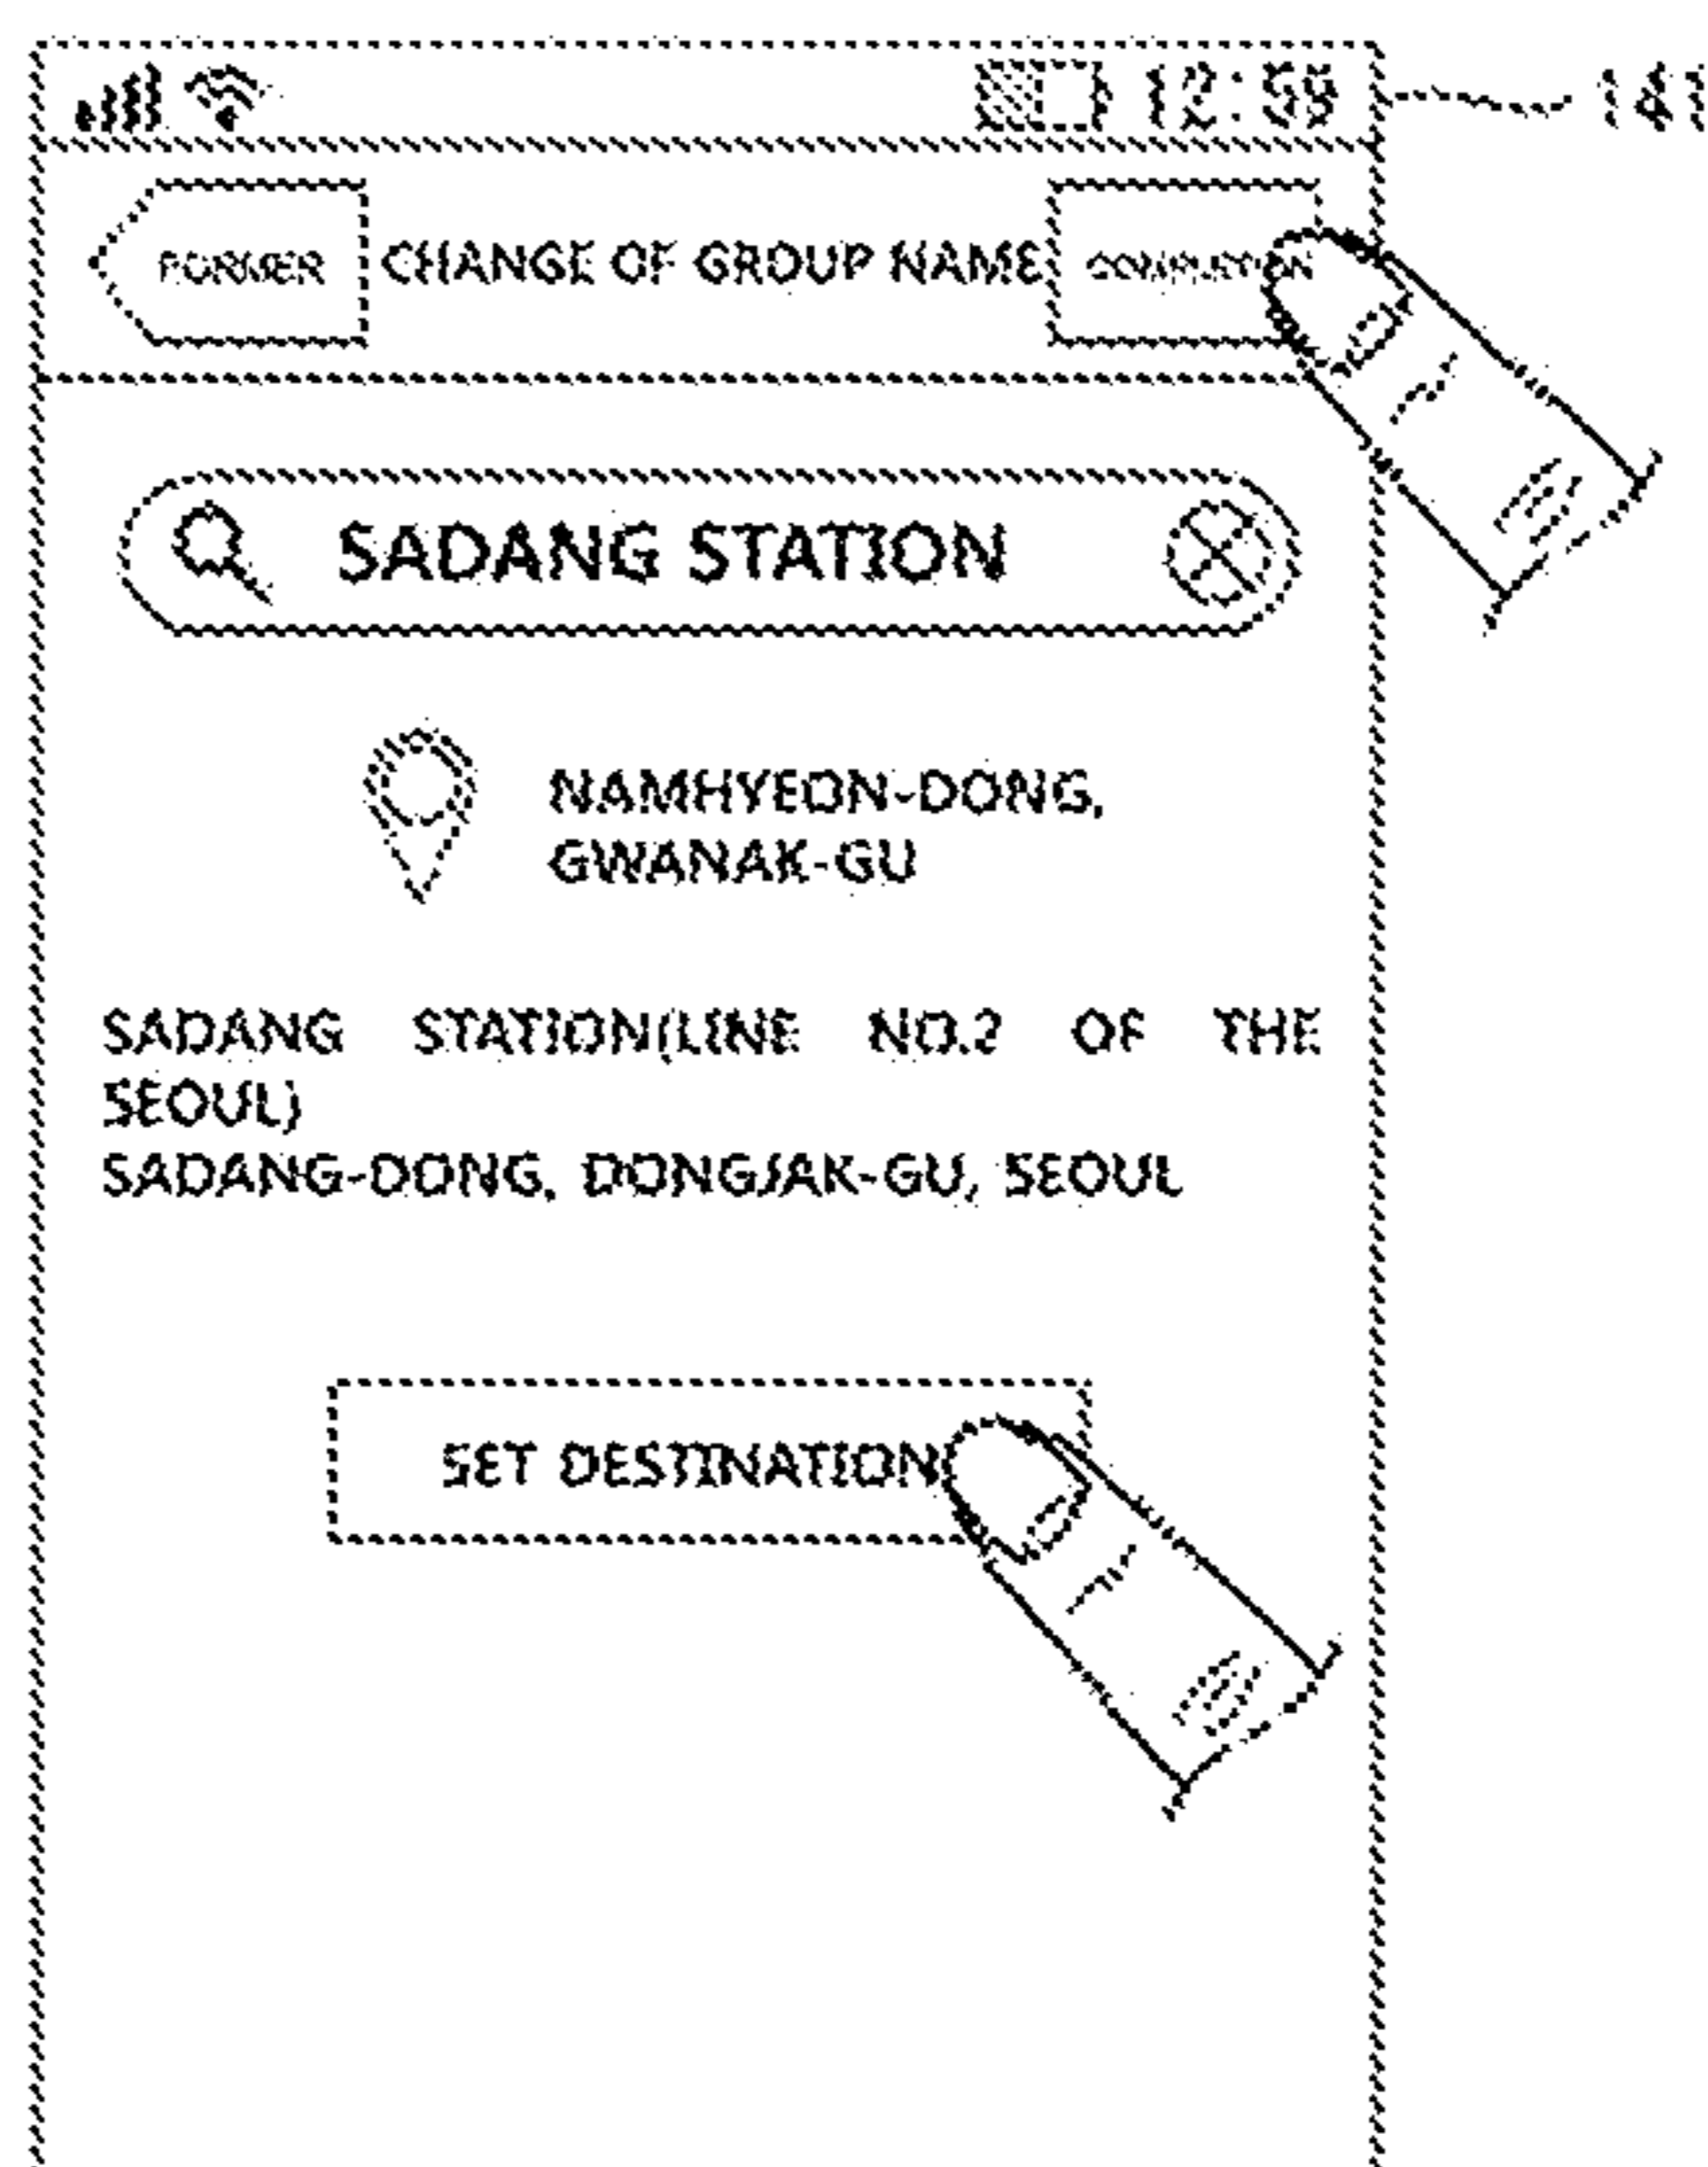 12:59
141
FORMER
CHANGE OF GROUP NAME
COMPLETION
SADANG STATION
NAMHYEON-DONG,
GWANAK-GU
SADANG STATION(LINE NO.2 OF THE
SEOUL)
SADANG-DONG, DONGJAK-GU, SEOUL
SET DESTINATION